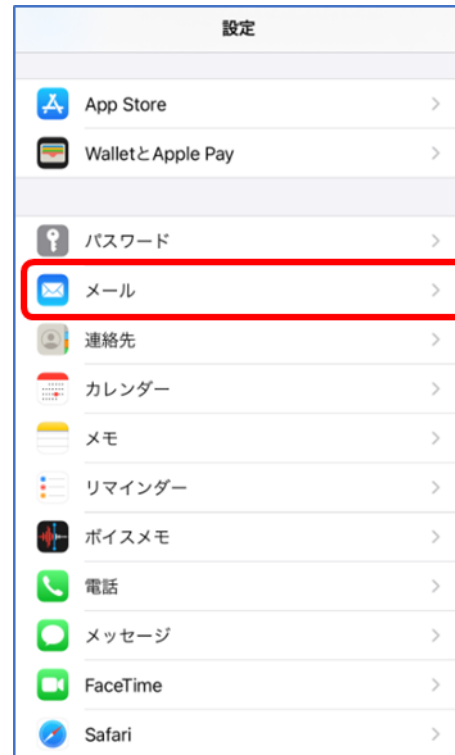 設定
App Store
WalletとApple Pay
パスワード
メール
連絡先
カレンダー
メモ
リマインダー
ボイスメモ
電話
メッセージ
FaceTime
Safari